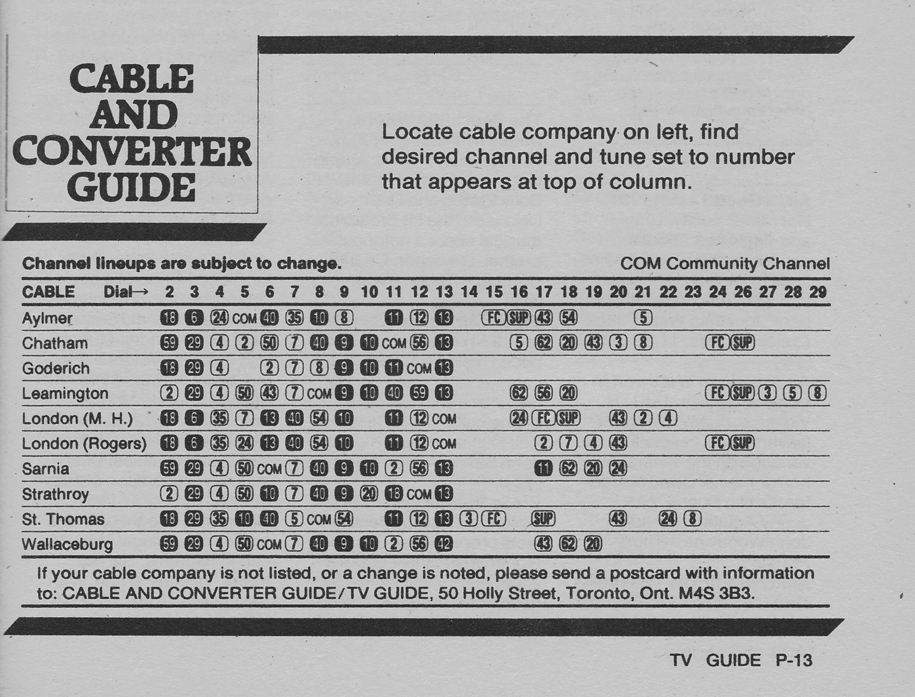 CABLE
AND
CONVERTER
GUIDE
Locate cable company on left, find
desired channel and tune set to number
that appears at top of column.
Channel lineups are subject to change. COM Community Channel
CABLE Dial→ 2 3 4 5 6 7 8 9 10 11 12 13 14 15 16 17 18 19 20 21 22 23 24 26 27 28 29
Aylmer 18 6 24 COM 40 35 10 8 11 12 13 FC SUP 43 54 5
Chatham 59 29 4 2 50 7 40 9 10 COM 56 13 5 62 20 43 3 8 FC SUP
Goderich 18 29 4 2 7 8 9 10 11 COM 13
Leamington 2 29 4 50 43 7 COM 9 10 40 59 13 62 56 20 FC SUP 3 5 8
London (M. H.) 18 6 35 7 13 40 54 10 11 12 COM 24 FC SUP 43 2 4
London (Rogers) 18 6 35 24 13 40 54 10 11 12 COM 2 7 4 43 FC SUP
Sarnia 59 29 4 50 COM 7 40 9 10 2 56 13 11 62 20 24
Strathroy 2 29 4 50 10 7 40 9 20 18 COM 13
St. Thomas 18 29 35 10 40 5 COM 54 11 12 13 3 FC SUP 43 24 8
Wallaceburg 59 29 4 50 COM 7 40 9 10 2 56 42 43 62 20
If your cable company is not listed, or a change is noted, please send a postcard with information
to: CABLE AND CONVERTER GUIDE/TV GUIDE, 50 Holly Street, Toronto, Ont. M4S 3B3.
TV GUIDE P-13